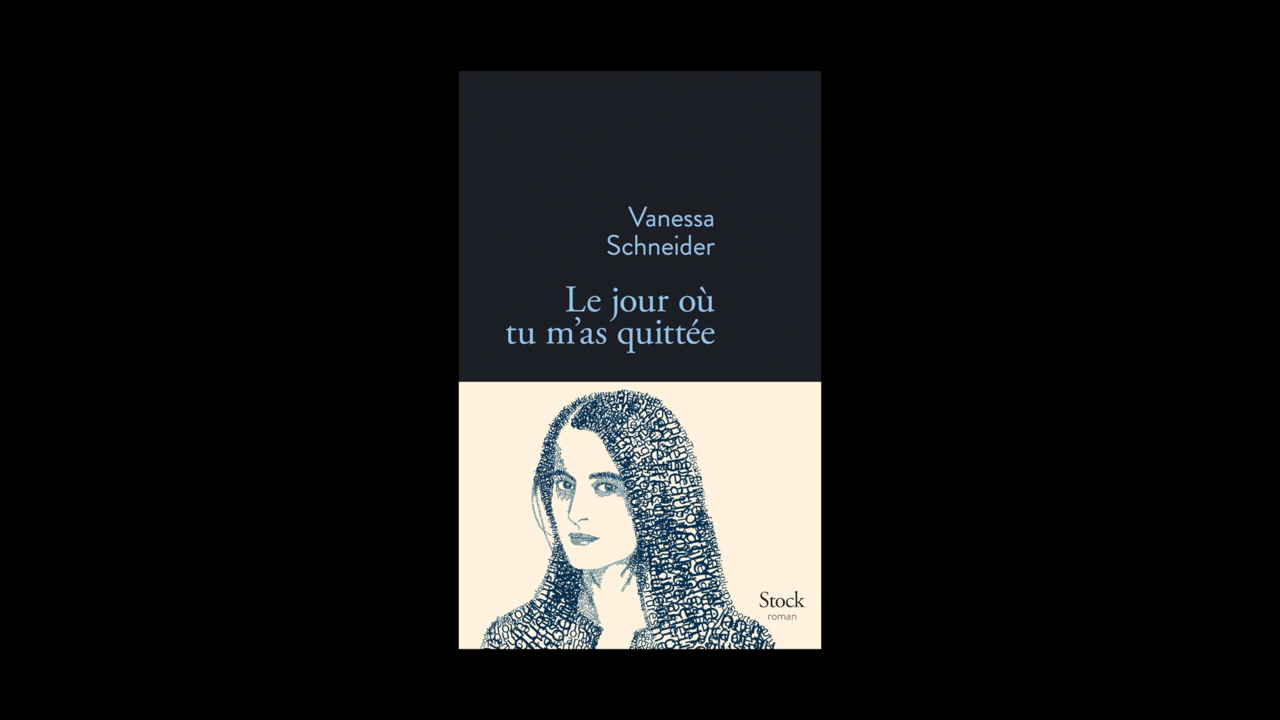 Vanessa
Schneider
Le jour où
tu m’as quittée
Stock
roman